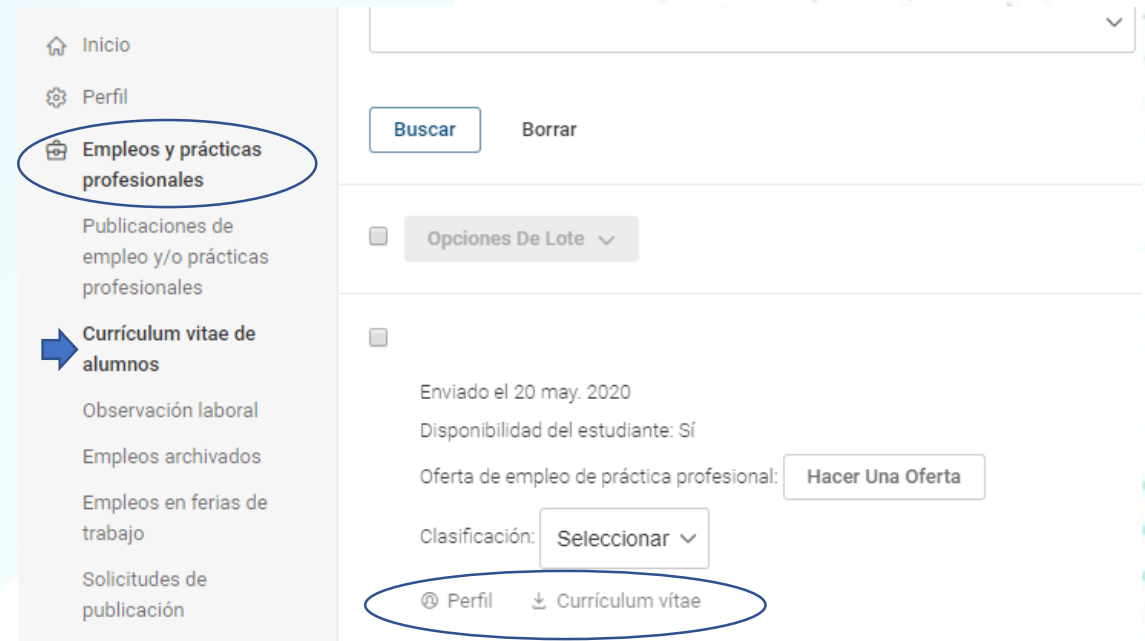 Inicio
Perfil
Empleos y prácticas
profesionales
Publicaciones de
empleo y/o prácticas
profesionales
Currículum vitae de
alumnos
Observación laboral
Empleos archivados
Empleos en ferias de
trabajo
Solicitudes de
publicación
Buscar Borrar
Opciones De Lote
Enviado el 20 may. 2020
Disponibilidad del estudiante: Sí
Oferta de empleo de práctica profesional: Hacer Una Oferta
Clasificación: Seleccionar
Perfil Currículum vítae